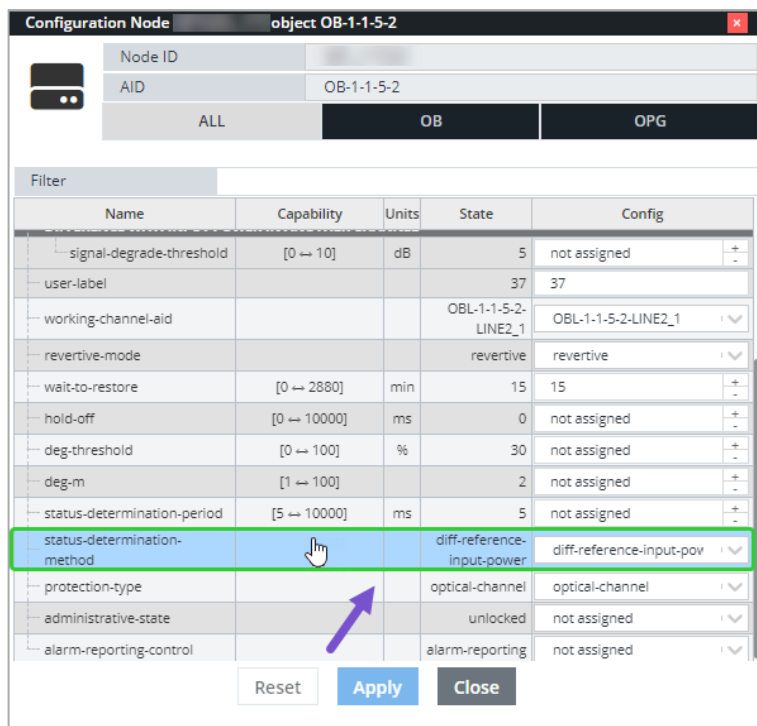 Configuration Node object OB-1-1-5-2
Node ID
AID OB-1-1-5-2
ALL OB OPG
Filter
Name Capability Units State Config
signal-degrade-threshold [0 ↔ 10] dB 5 not assigned + -
user-label 37 37
working-channel-aid OBL-1-1-5-2-LINE2_1 OBL-1-1-5-2-LINE2_1
revertive-mode revertive revertive
wait-to-restore [0 ↔ 2880] min 15 15 + -
hold-off [0 ↔ 10000] ms 0 not assigned + -
deg-threshold [0 ↔ 100] % 30 not assigned + -
deg-m [1 ↔ 100] 2 not assigned + -
status-determination-period [5 ↔ 10000] ms 5 not assigned + -
status-determination-method diff-reference-input-power diff-reference-input-pov
protection-type optical-channel optical-channel
administrative-state unlocked not assigned
alarm-reporting-control alarm-reporting not assigned
Reset Apply Close